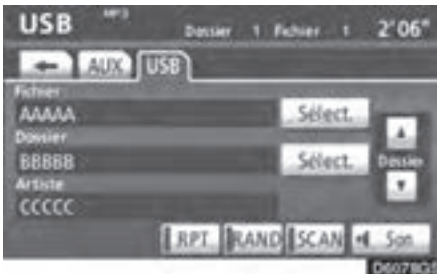 USB MP3 Dossier 1 Fichier 1 2'06"
AUX USB
Fichier
AAAAA Sélect.
Dossier
BBBBB Sélect. Dossier
Artiste
CCCCC
RPT RAND SCAN Son